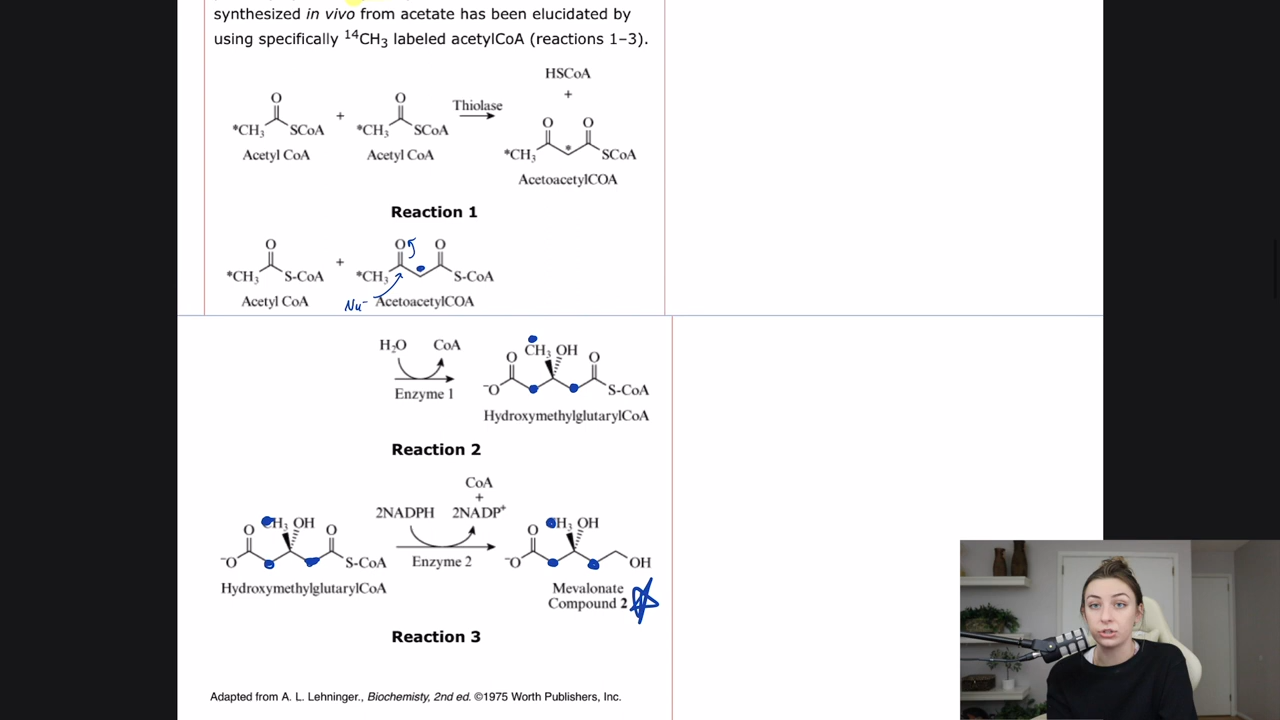 synthesized in vivo from acetate has been elucidated by
using specifically ¹⁴CH₃ labeled acetylCoA (reactions 1–3).
HSCoA
+
O O Thiolase O O
*CH₃ SCoA + *CH₃ SCoA *CH₃ * SCoA
Acetyl CoA Acetyl CoA AcetoacetylCOA
Reaction 1
O O O
*CH₃ S-CoA + *CH₃ S-CoA
Acetyl CoA Nu⁻ AcetoacetylCOA
H₂O CoA CH₃ OH
O O
Enzyme 1 ⁻O S-CoA
HydroxymethylglutarylCoA
Reaction 2
CoA
+
2NADPH 2NADP⁺
O CH₃ OH O O CH₃ OH
⁻O S-CoA Enzyme 2 ⁻O OH
HydroxymethylglutarylCoA Mevalonate
Compound 2
Reaction 3
Adapted from A. L. Lehninger., Biochemisty, 2nd ed. ©1975 Worth Publishers, Inc.